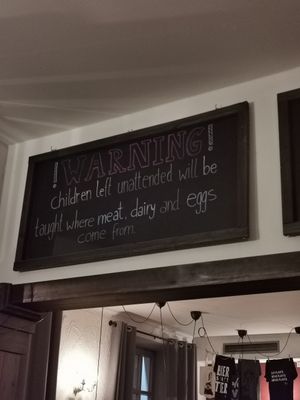 ! WARNING !
children left unattended will be
taught where meat, dairy and eggs
come from.